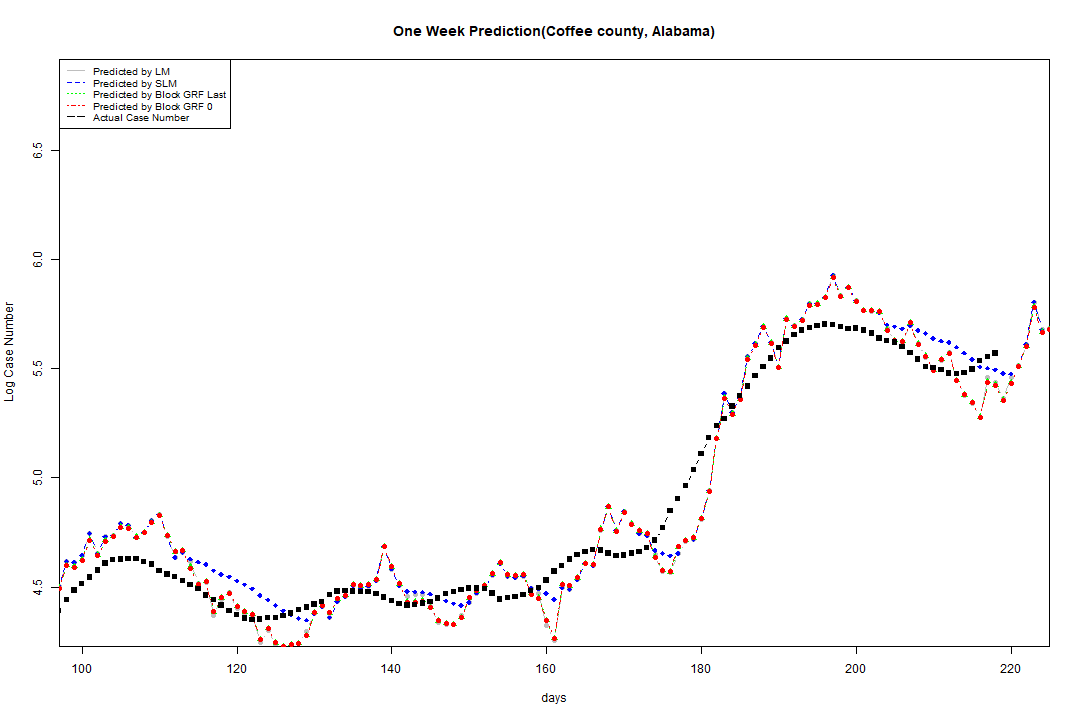 One Week Prediction(Coffee county, Alabama)
Predicted by LM
Predicted by SLM
Predicted by Block GRF Last
Predicted by Block GRF 0
Actual Case Number
6.5
6.0
5.5
5.0
4.5
Log Case Number
100 120 140 160 180 200 220
days